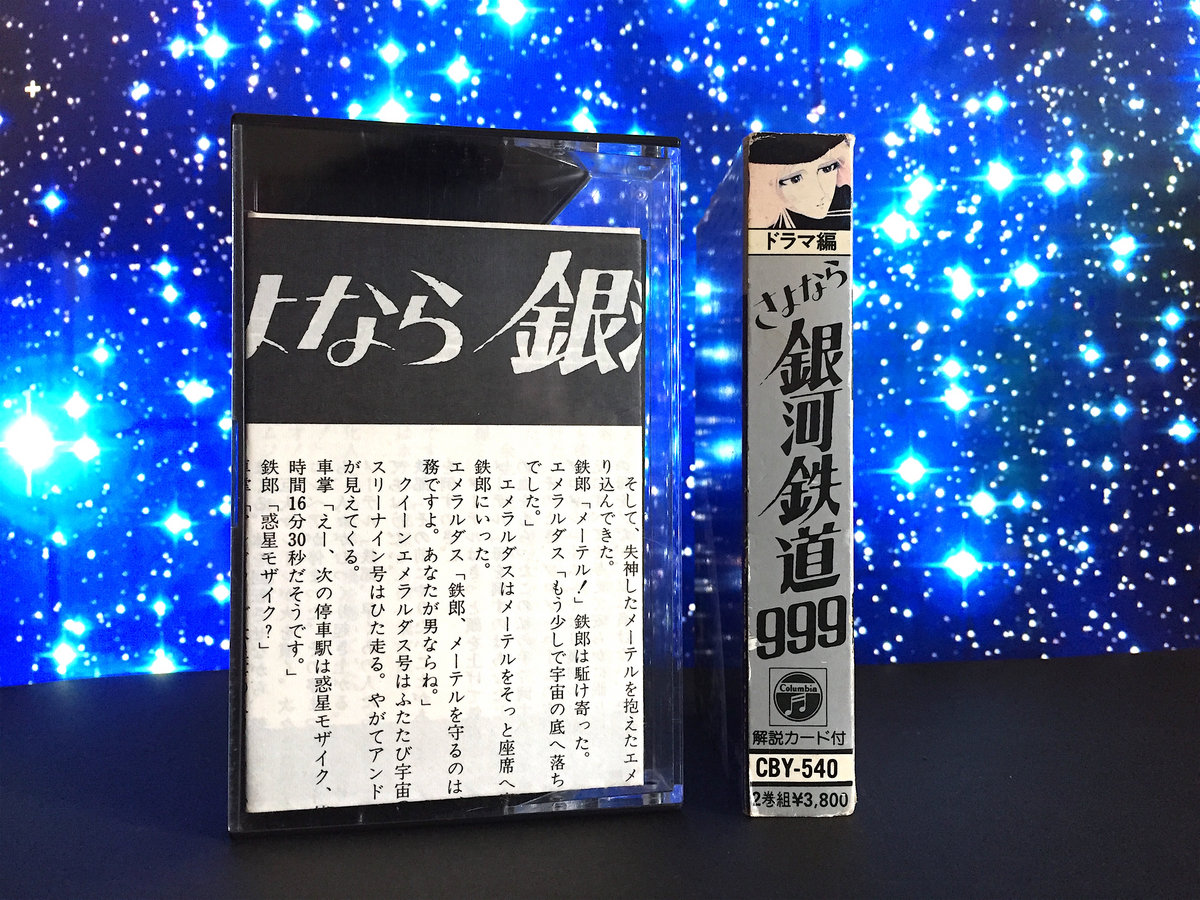 よなら 銀
そして、失神したメーテルを抱えたエメ
り込んできた。
鉄郎「メーテル!」鉄郎は駈け寄った。
エメラルダス「もう少しで宇宙の底へ落ち
でした。」
エメラルダスはメーテルをそっと座席へ
鉄郎にいった。
エメラルダス「鉄郎、メーテルを守るのは
務ですよ。あなたが男ならね。」
クイーンエメラルダス号はふたたび宇宙
スリーナイン号はひた走る。やがてアンド
が見えてくる。
車掌「えー、次の停車駅は惑星モザイク、
時間16分30秒だそうです。」
鉄郎「惑星モザイク?」
ドラマ編
さよなら
銀河鉄道
999
Columbia
解説カード付
CBY-540
2巻組¥3,800